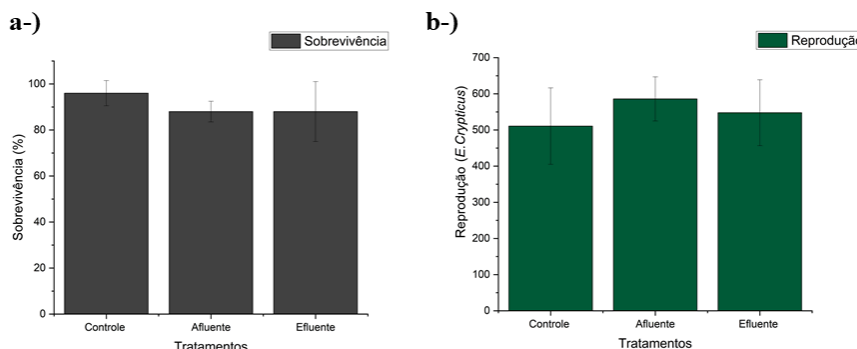 a-)
Sobrevivência
100
80
60
40
20
0
Sobrevivência (%)
Controle
Afluente
Efluente
Tratamentos
b-)
Reprodução
700
600
500
400
300
200
100
0
Reprodução (E.Crypticus)
Controle
Afluente
Efluente
Tratamentos